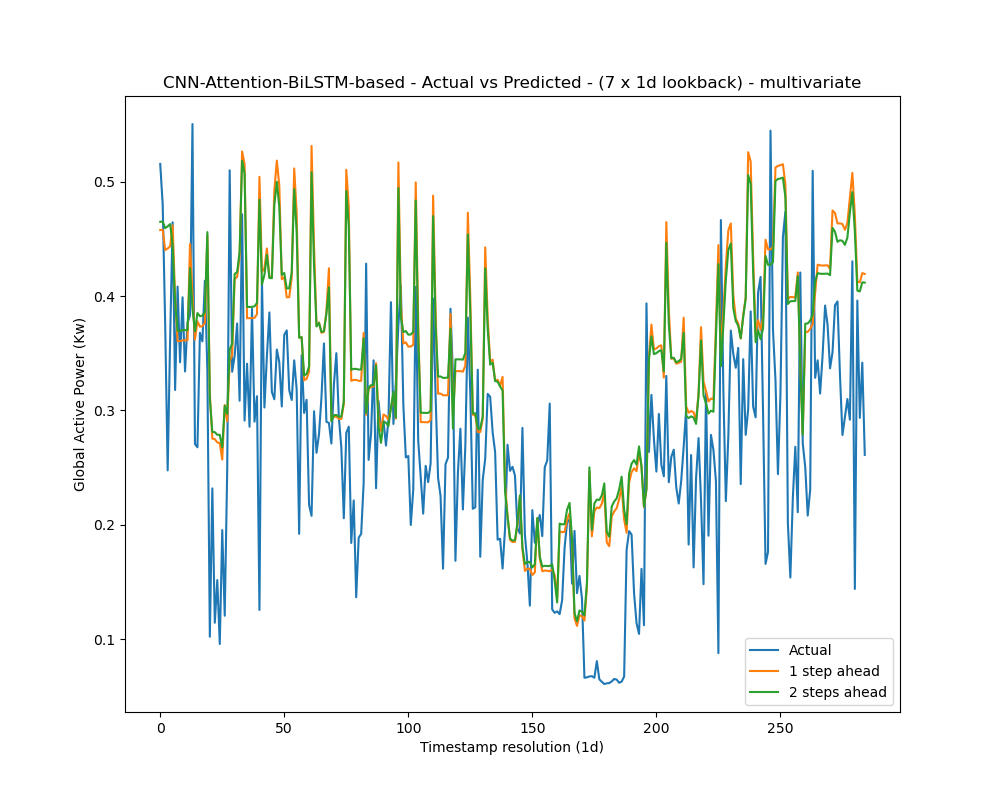 CNN-Attention-BiLSTM-based - Actual vs Predicted - (7 x 1d lookback) - multivariate
Global Active Power (Kw)
0.5
0.4
0.3
0.2
0.1
Actual
1 step ahead
2 steps ahead
0 50 100 150 200 250
Timestamp resolution (1d)